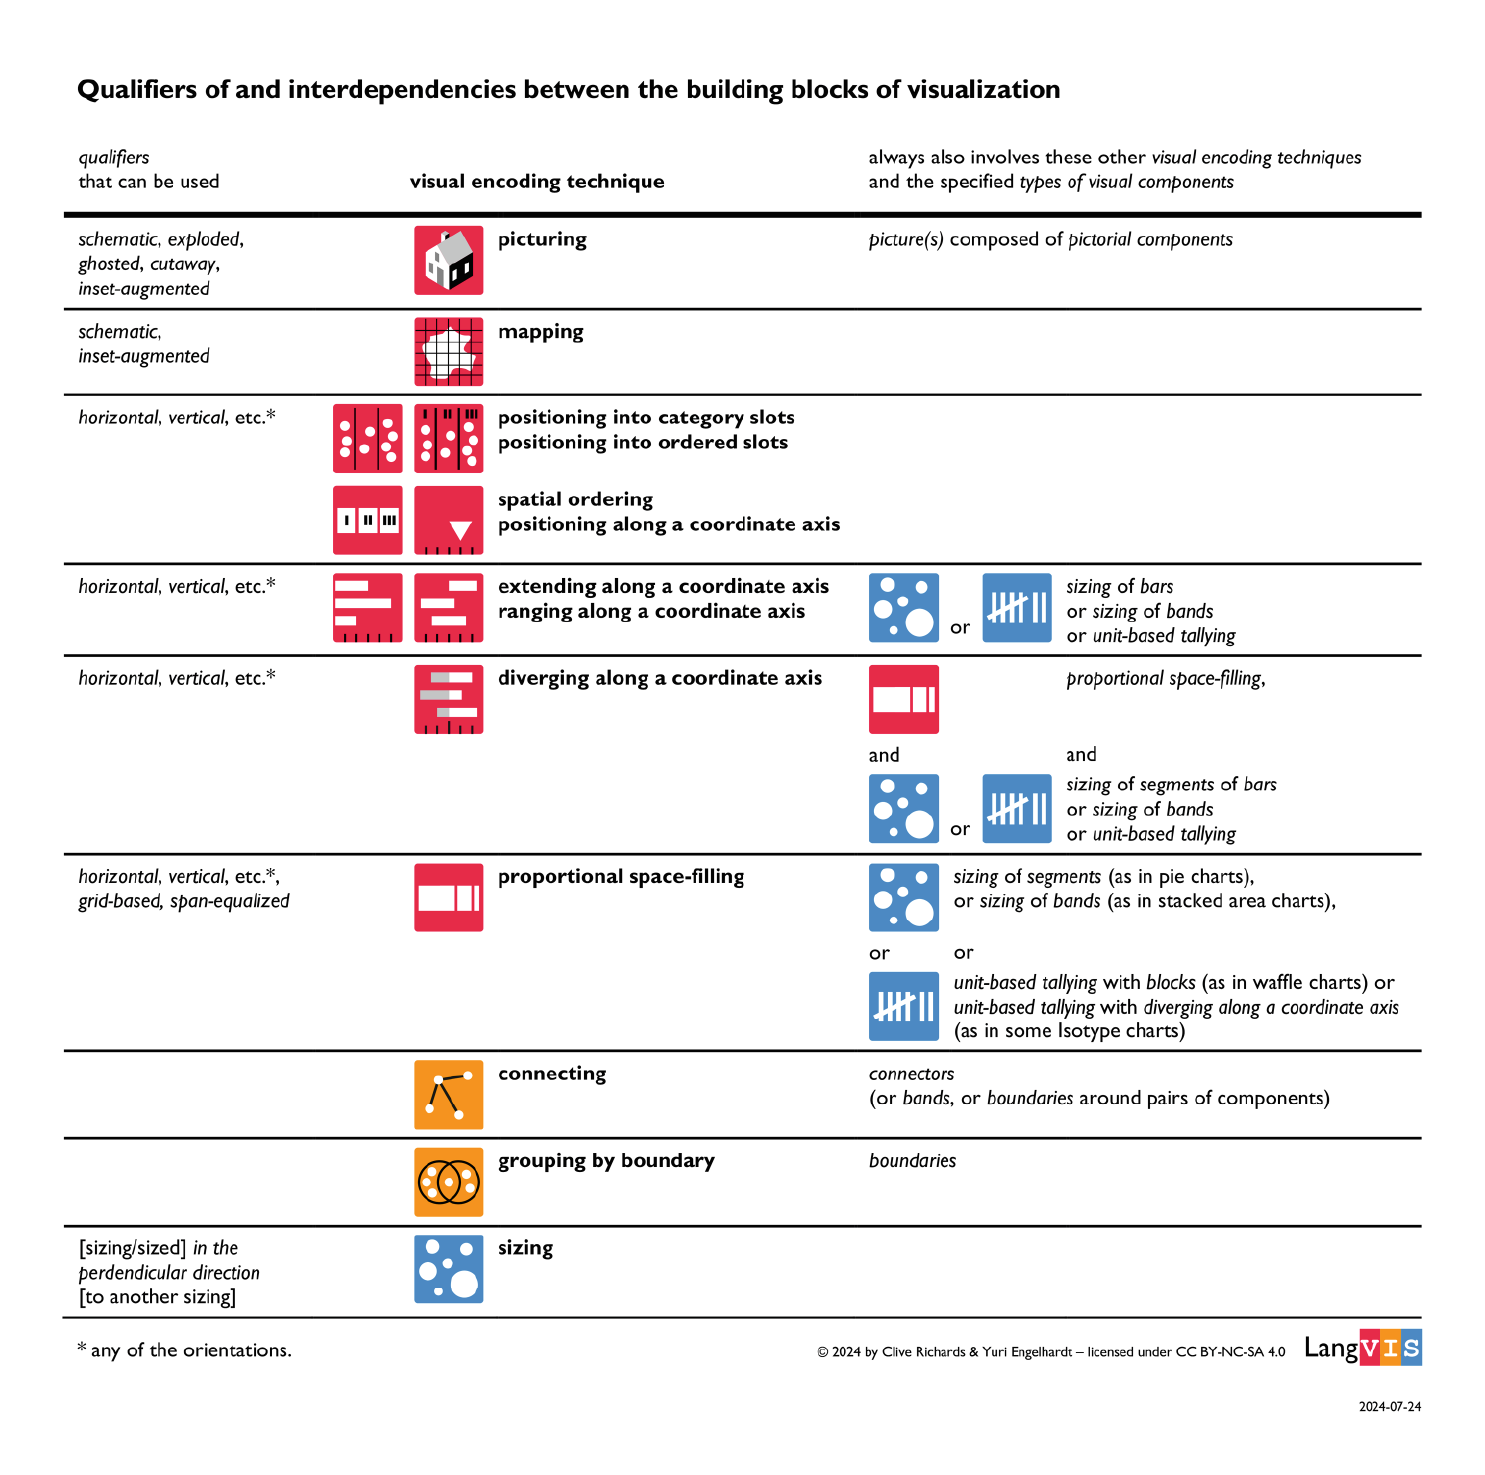 Qualifiers of and interdependencies between the building blocks of visualization
qualifiers
that can be used
visual encoding technique
always also involves these other visual encoding techniques
and the specified types of visual components
schematic, exploded,
ghosted, cutaway,
inset-augmented
picturing
picture(s) composed of pictorial components
schematic,
inset-augmented
mapping
horizontal, vertical, etc.*
I II III
positioning into category slots
positioning into ordered slots
I II III
spatial ordering
positioning along a coordinate axis
horizontal, vertical, etc.*
extending along a coordinate axis
ranging along a coordinate axis
or
sizing of bars
or sizing of bands
or unit-based tallying
horizontal, vertical, etc.*
diverging along a coordinate axis
proportional space-filling,
and
and
or
sizing of segments of bars
or sizing of bands
or unit-based tallying
horizontal, vertical, etc.*,
grid-based, span-equalized
proportional space-filling
sizing of segments (as in pie charts),
or sizing of bands (as in stacked area charts),
or
or
unit-based tallying with blocks (as in waffle charts) or
unit-based tallying with diverging along a coordinate axis
(as in some Isotype charts)
connecting
connectors
(or bands, or boundaries around pairs of components)
grouping by boundary
boundaries
[sizing/sized] in the
perdendicular direction
[to another sizing]
sizing
* any of the orientations.
© 2024 by Clive Richards & Yuri Engelhardt – licensed under CC BY-NC-SA 4.0
LangVIS
2024-07-24